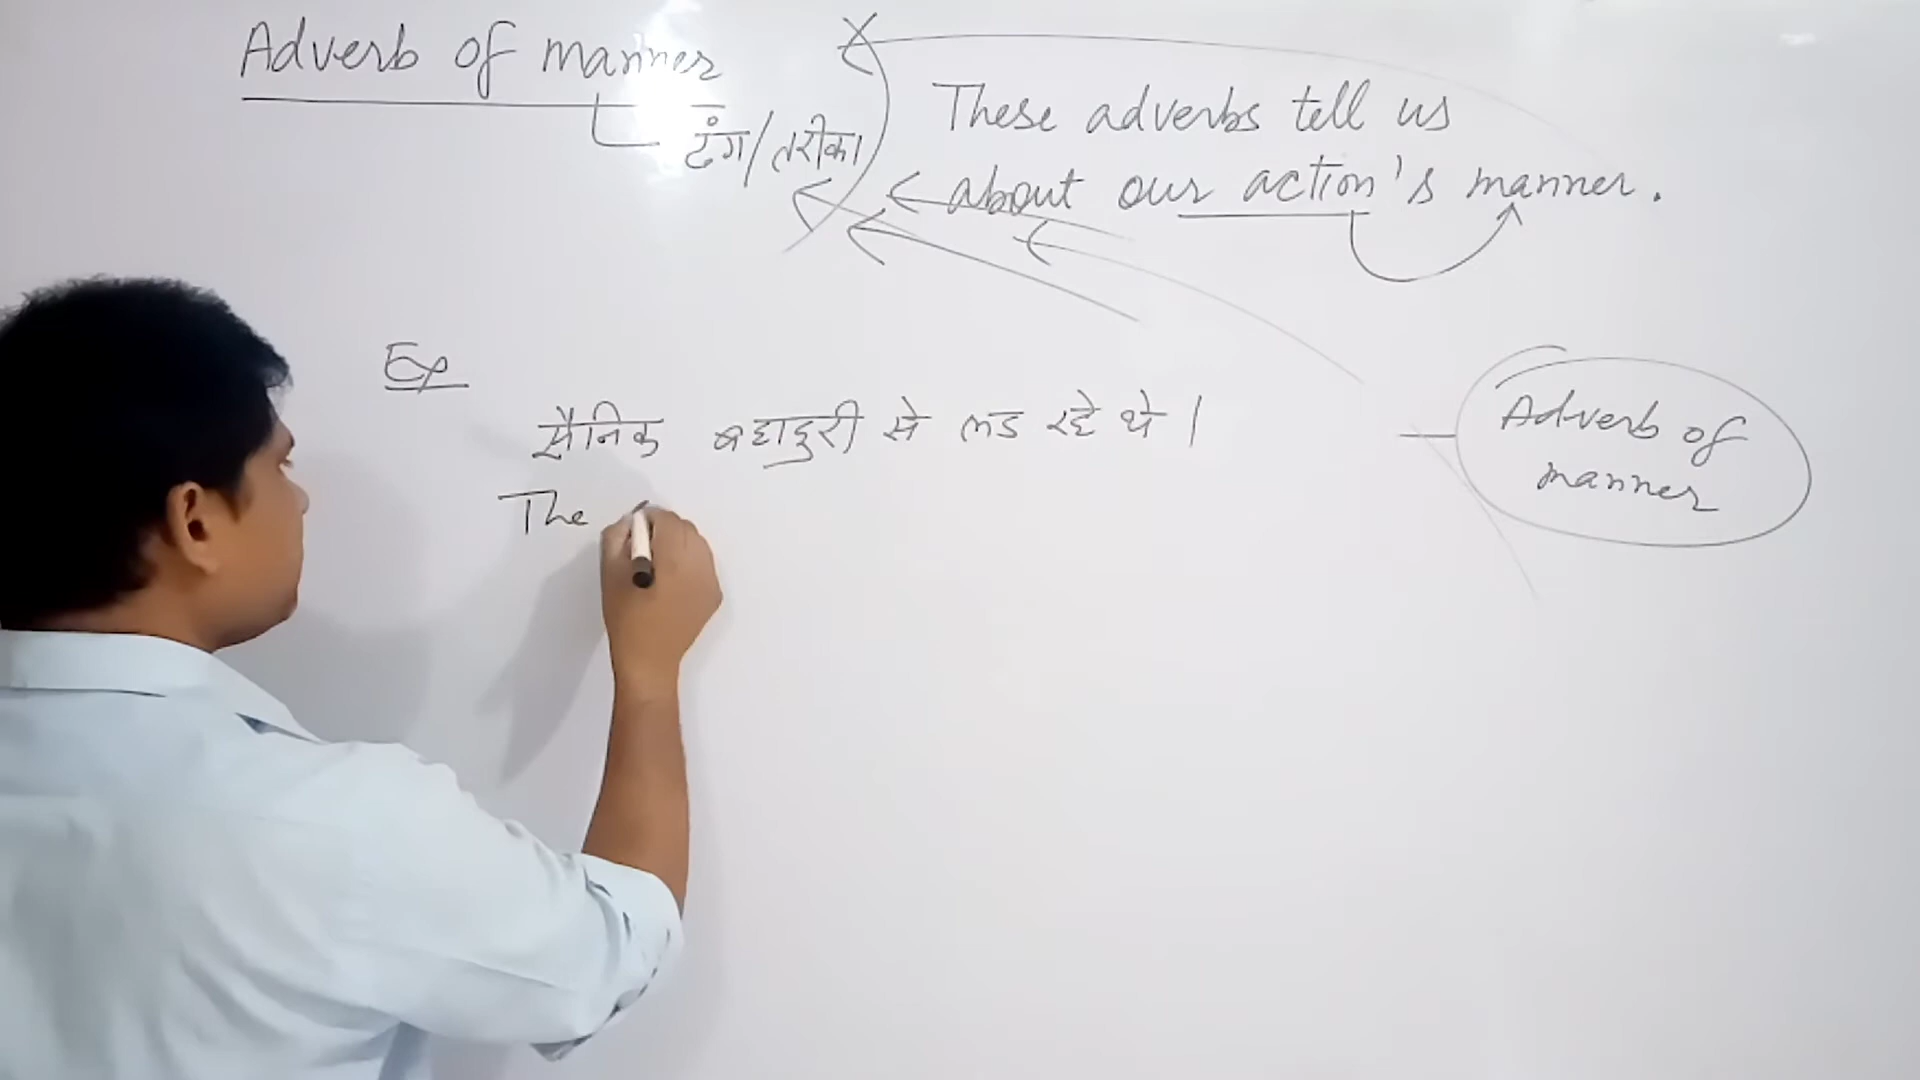 Adverb of manner
ढंग/तरीका
These adverbs tell us
about our action's manner.
Ex
सैनिक बहादुरी से लड रहे थे।
The
Adverb of
manner